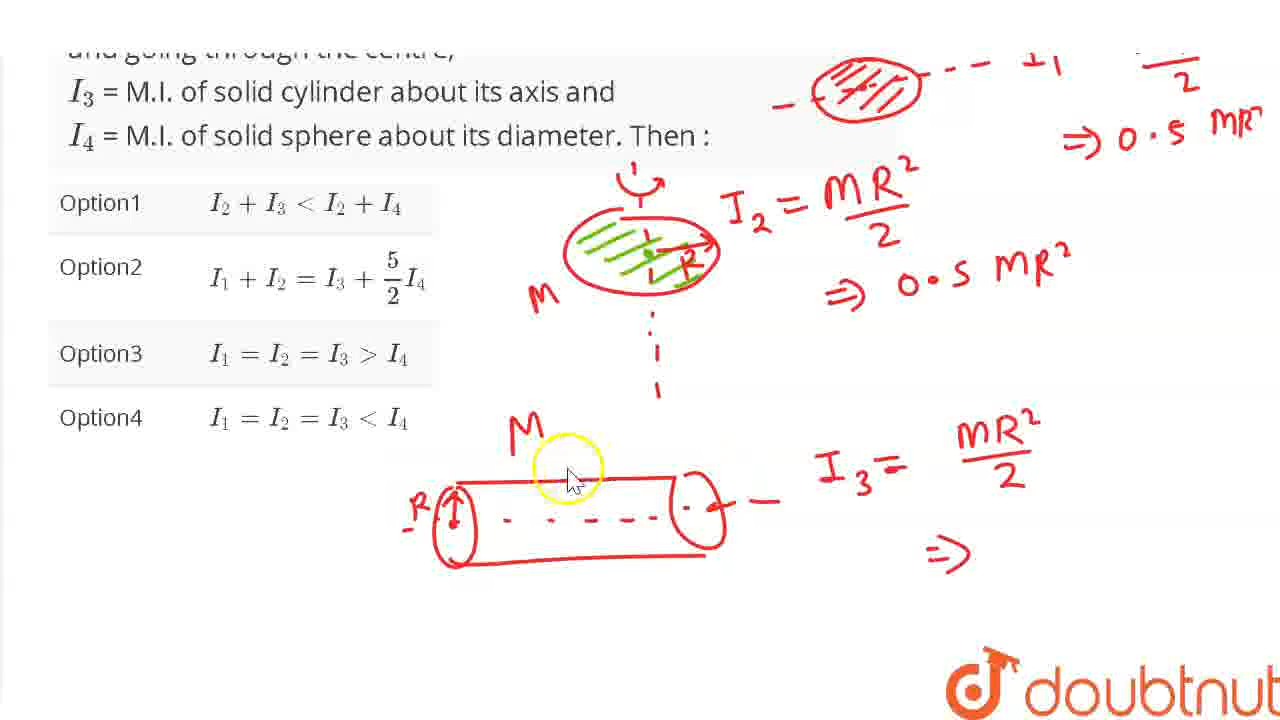 and going through the centre,
I₃ = M.I. of solid cylinder about its axis and
I₄ = M.I. of solid sphere about its diameter. Then :
I₁
2
⇒ 0.5 MR²
Option1 I₂ + I₃ < I₂ + I₄
Option2 I₁ + I₂ = I₃ + 5/2 I₄
Option3 I₁ = I₂ = I₃ > I₄
Option4 I₁ = I₂ = I₃ < I₄
I₂ = MR²/2
R
M
⇒ 0.5 MR²
M
R
I₃ = MR²/2
⇒
doubtnut